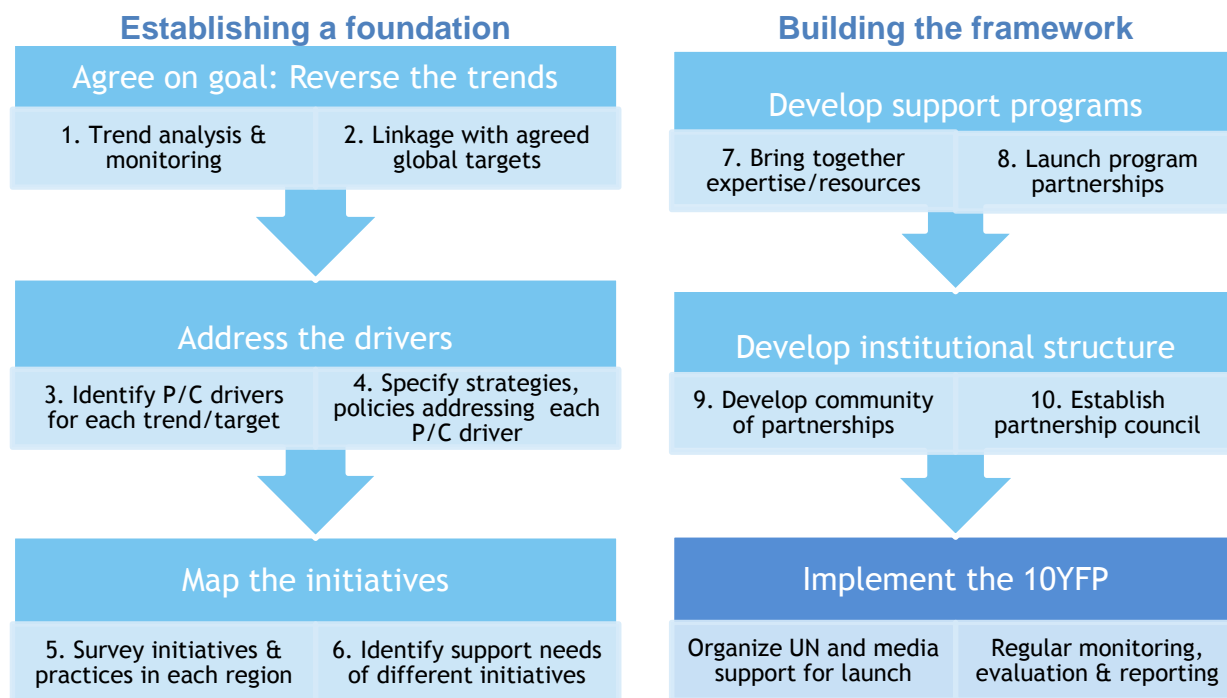 Establishing a foundation
Agree on goal: Reverse the trends
1. Trend analysis &
monitoring
2. Linkage with agreed
global targets
Address the drivers
3. Identify P/C drivers
for each trend/target
4. Specify strategies,
policies addressing each
P/C driver
Map the initiatives
5. Survey initiatives &
practices in each region
6. Identify support needs
of different initiatives
Building the framework
Develop support programs
7. Bring together
expertise/resources
8. Launch program
partnerships
Develop institutional structure
9. Develop community
of partnerships
10. Establish
partnership council
Implement the 10YFP
Organize UN and media
support for launch
Regular monitoring,
evaluation & reporting